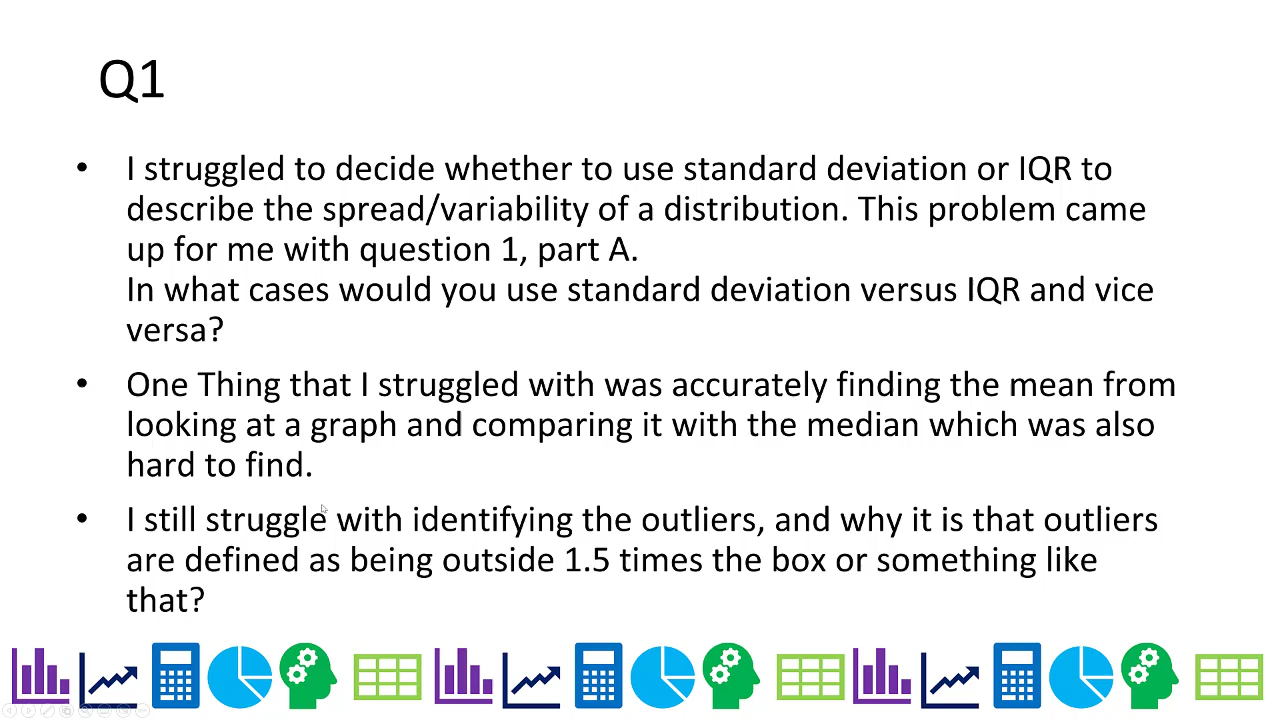 Q1
• I struggled to decide whether to use standard deviation or IQR to
describe the spread/variability of a distribution. This problem came
up for me with question 1, part A.
In what cases would you use standard deviation versus IQR and vice
versa?
• One Thing that I struggled with was accurately finding the mean from
looking at a graph and comparing it with the median which was also
hard to find.
• I still struggle with identifying the outliers, and why it is that outliers
are defined as being outside 1.5 times the box or something like
that?